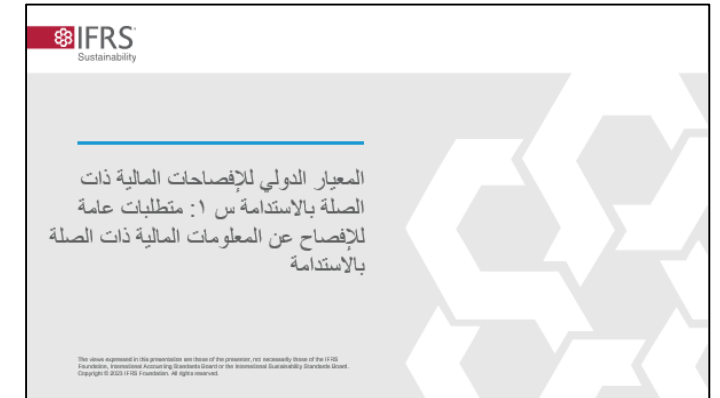 IFRS
Sustainability
المعيار الدولي للإفصاحات المالية ذات
الصلة بالاستدامة س ١: متطلبات عامة
للإفصاح عن المعلومات المالية ذات الصلة
بالاستدامة
The views expressed in this presentation are those of the presenter, not necessarily those of the IFRS
Foundation, International Accounting Standards Board or the International Sustainability Standards Board.
Copyright © 2023 IFRS Foundation. All rights reserved.